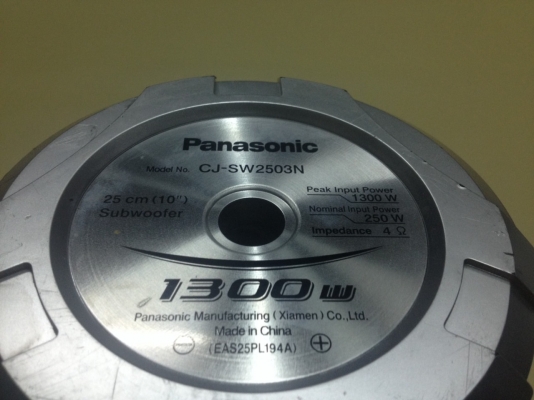 Panasonic
Model No. CJ-SW2503N
25 cm (10")
Subwoofer
Peak Input Power
1300 W
Nominal Input Power
250 W
Impedance 4 Ω
1300 W
Panasonic Manufacturing (Xiamen) Co., Ltd.
Made in China
⊖ (EAS25PL194A) ⊕